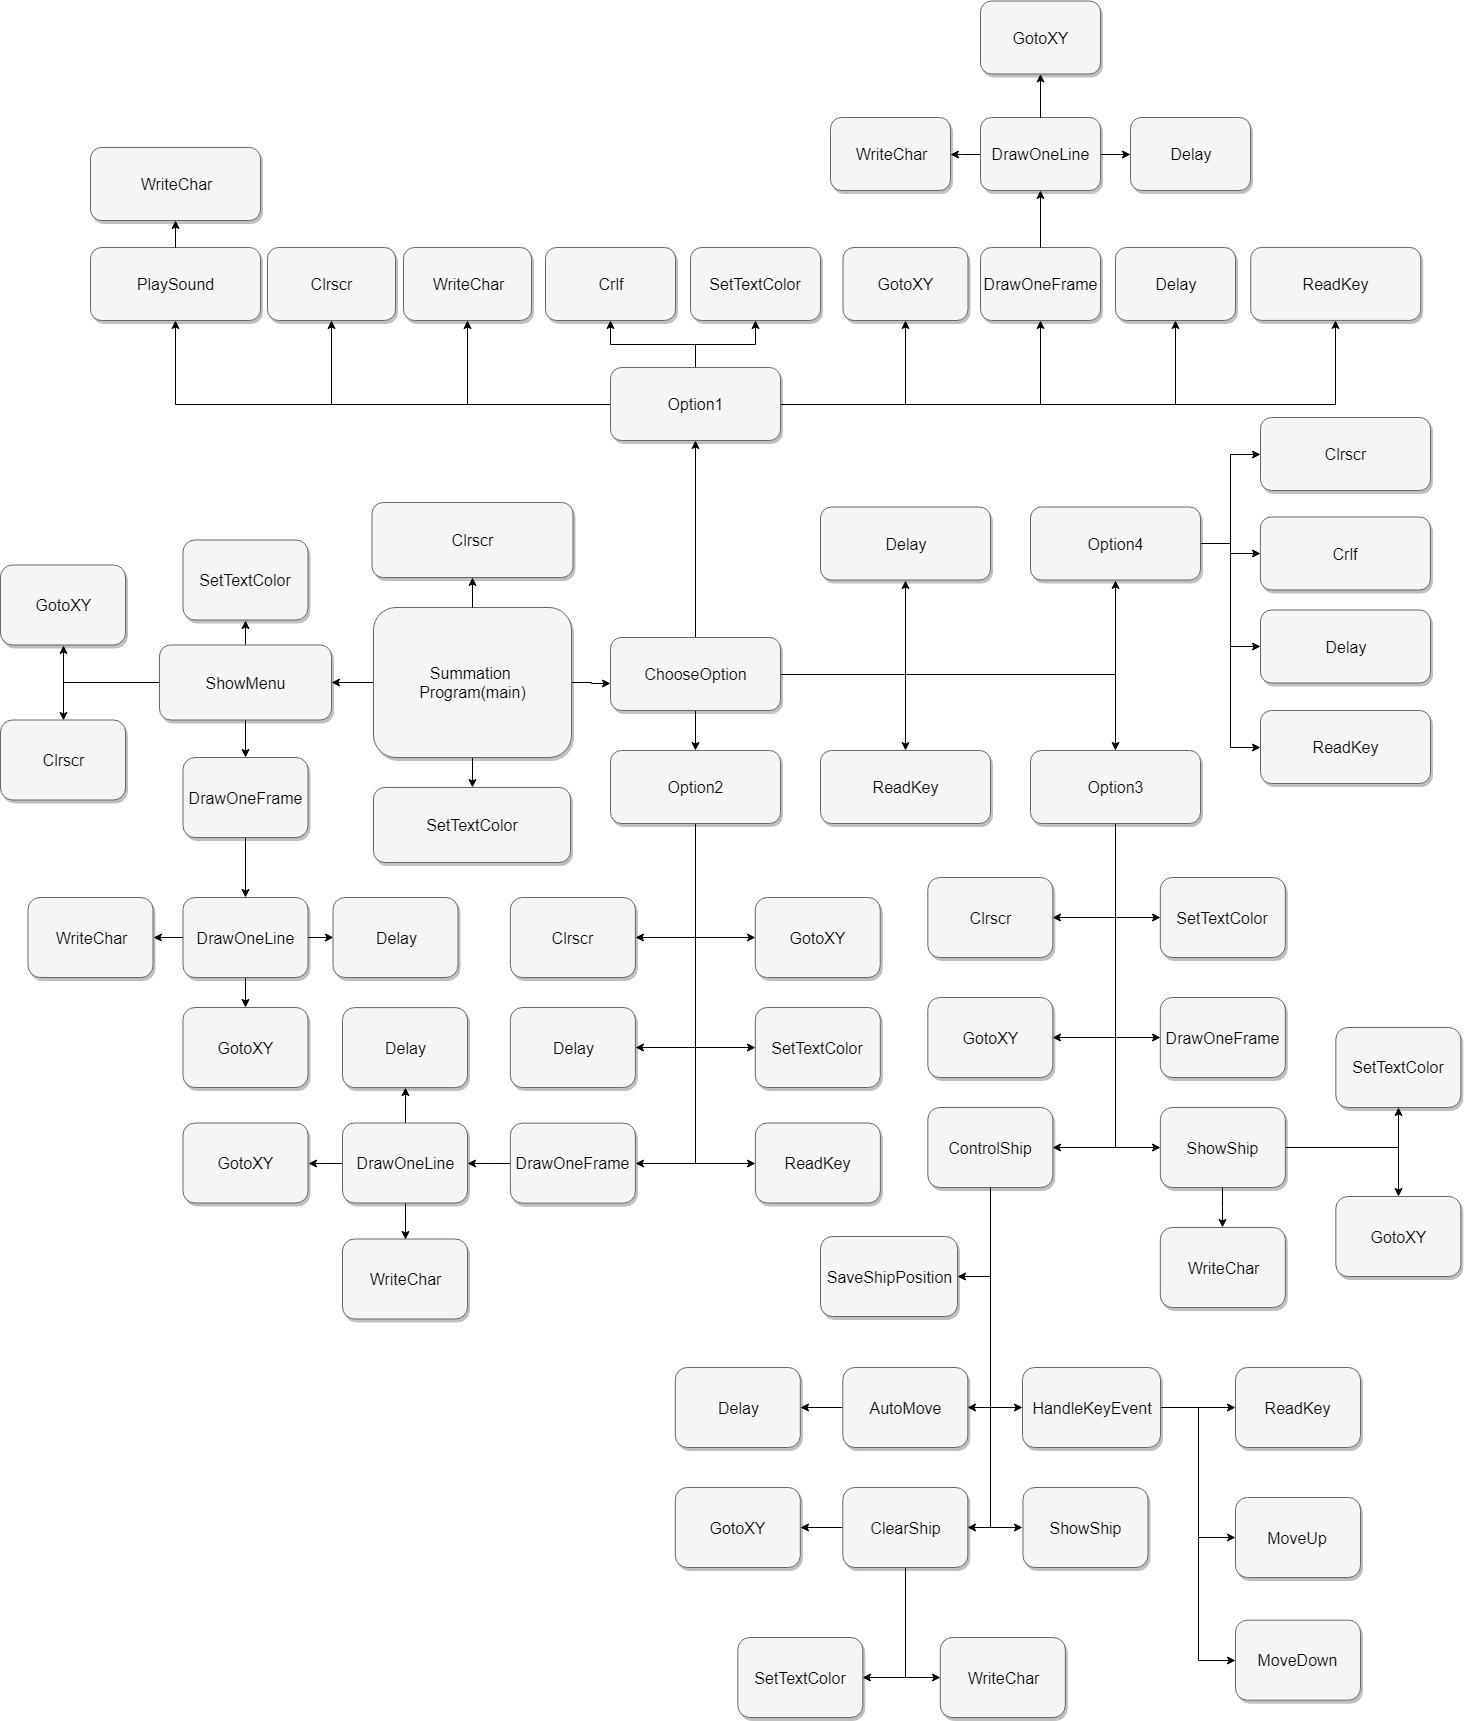 GotoXY
WriteChar
DrawOneLine
Delay
WriteChar
PlaySound
Clrscr
WriteChar
Crlf
SetTextColor
GotoXY
DrawOneFrame
Delay
ReadKey
Option1
Clrscr
Clrscr
Delay
Option4
Crlf
SetTextColor
GotoXY
Summation
Program(main)
ShowMenu
ChooseOption
Delay
Clrscr
ReadKey
DrawOneFrame
SetTextColor
Option2
ReadKey
Option3
WriteChar
DrawOneLine
Delay
Clrscr
GotoXY
Clrscr
SetTextColor
GotoXY
Delay
Delay
SetTextColor
GotoXY
DrawOneFrame
SetTextColor
GotoXY
DrawOneLine
DrawOneFrame
ReadKey
ControlShip
ShowShip
WriteChar
SaveShipPosition
WriteChar
GotoXY
Delay
AutoMove
HandleKeyEvent
ReadKey
GotoXY
ClearShip
ShowShip
MoveUp
SetTextColor
WriteChar
MoveDown